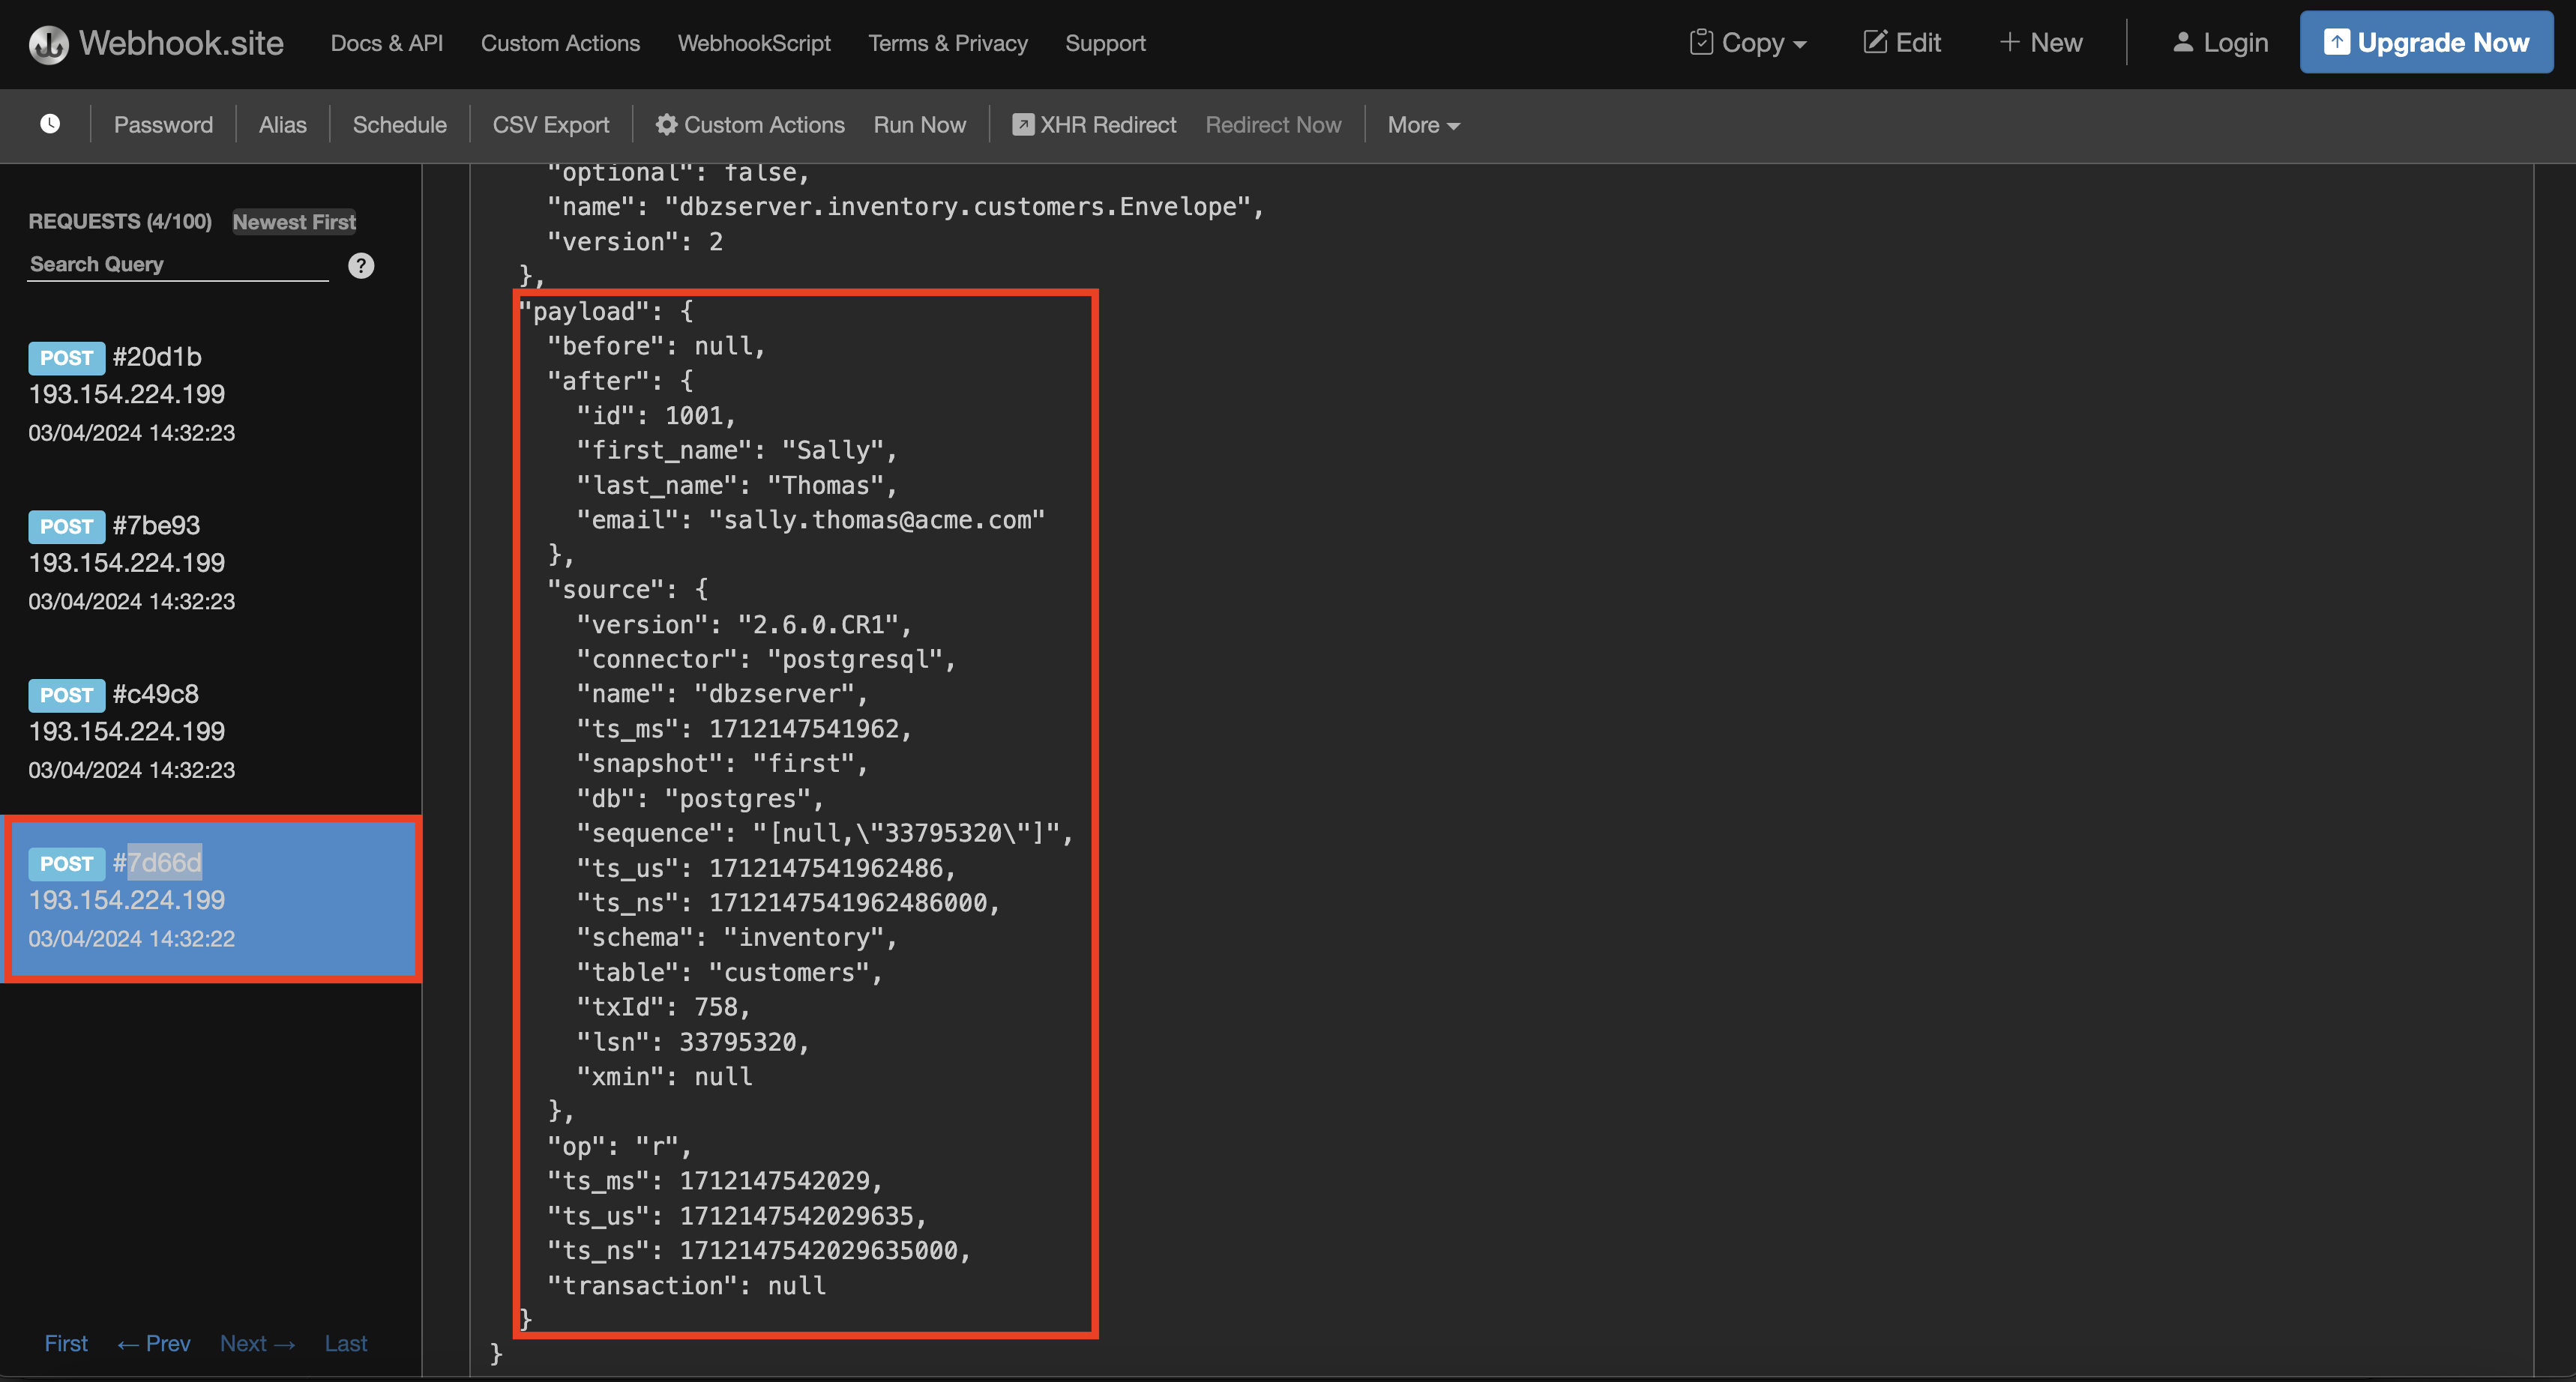 Webhook.site Docs & API Custom Actions WebhookScript Terms & Privacy Support Copy Edit + New Login Upgrade Now
Password Alias Schedule CSV Export Custom Actions Run Now XHR Redirect Redirect Now More
REQUESTS (4/100) Newest First
Search Query ?
POST #20d1b
193.154.224.199
03/04/2024 14:32:23
POST #7be93
193.154.224.199
03/04/2024 14:32:23
POST #c49c8
193.154.224.199
03/04/2024 14:32:23
POST #7d66d
193.154.224.199
03/04/2024 14:32:22
First ← Prev Next → Last
"optional": false,
"name": "dbzserver.inventory.customers.Envelope",
"version": 2
},
"payload": {
"before": null,
"after": {
"id": 1001,
"first_name": "Sally",
"last_name": "Thomas",
"email": "sally.thomas@acme.com"
},
"source": {
"version": "2.6.0.CR1",
"connector": "postgresql",
"name": "dbzserver",
"ts_ms": 1712147541962,
"snapshot": "first",
"db": "postgres",
"sequence": "[null,\"33795320\"]",
"ts_us": 1712147541962486,
"ts_ns": 1712147541962486000,
"schema": "inventory",
"table": "customers",
"txId": 758,
"lsn": 33795320,
"xmin": null
},
"op": "r",
"ts_ms": 1712147542029,
"ts_us": 1712147542029635,
"ts_ns": 1712147542029635000,
"transaction": null
}
}